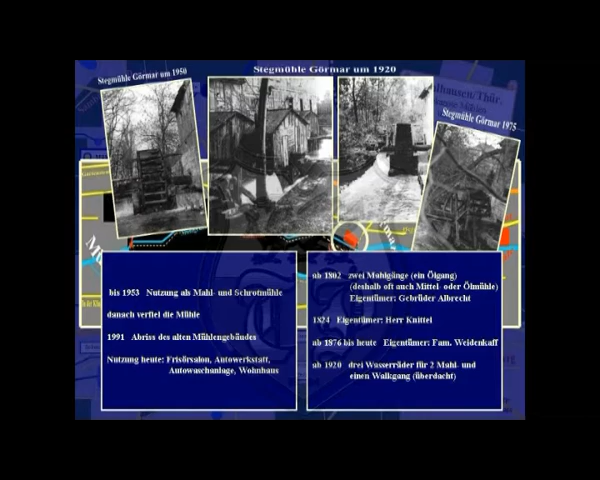 Stegmühle Görmar um 1950
Stegmühle Görmar um 1920
Stegmühle Görmar 1975
bis 1953 Nutzung als Mahl- und Schrotmühle
danach verfiel die Mühle
1991 Abriss des alten Mühlengebäudes
Nutzung heute: Frisörsalon, Autowerkstatt,
Autowaschanlage, Wohnhaus
ab 1802 zwei Mahlgänge (ein Ölgang)
(deshalb oft auch Mittel- oder Ölmühle)
Eigentümer: Gebrüder Albrecht
1824 Eigentümer: Herr Knittel
ab 1876 bis heute Eigentümer: Fam. Weidenkaff
ab 1920 drei Wasserräder für 2 Mahl- und
einen Walkgang (überdacht)